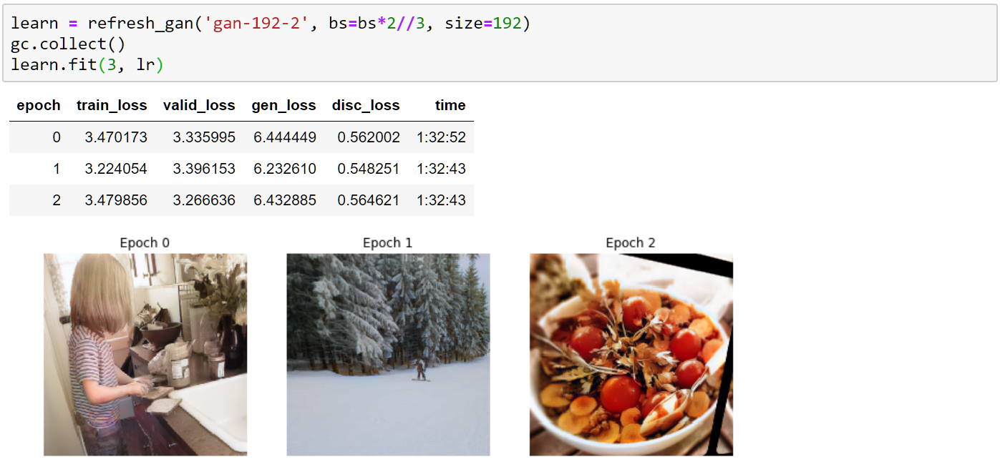 learn = refresh_gan('gan-192-2', bs=bs*2//3, size=192)
gc.collect()
learn.fit(3, lr)
epoch train_loss valid_loss gen_loss disc_loss time
0 3.470173 3.335995 6.444449 0.562002 1:32:52
1 3.224054 3.396153 6.232610 0.548251 1:32:43
2 3.479856 3.266636 6.432885 0.564621 1:32:43
Epoch 0 Epoch 1 Epoch 2